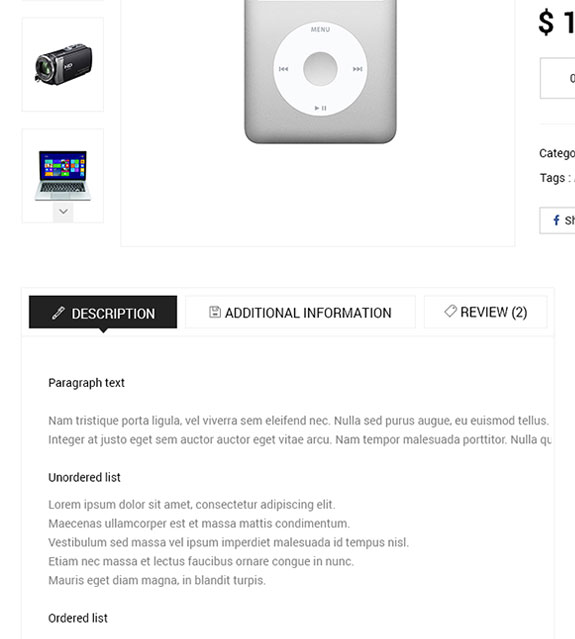 $ 1
MENU
HD
0
Catego
Tags :
Sh
DESCRIPTION
ADDITIONAL INFORMATION
REVIEW (2)
Paragraph text
Nam tristique porta ligula, vel viverra sem eleifend nec. Nulla sed purus augue, eu euismod tellus.
Integer at justo eget sem auctor auctor eget vitae arcu. Nam tempor malesuada porttitor. Nulla qu
Unordered list
Lorem ipsum dolor sit amet, consectetur adipiscing elit.
Maecenas ullamcorper est et massa mattis condimentum.
Vestibulum sed massa vel ipsum imperdiet malesuada id tempus nisl.
Etiam nec massa et lectus faucibus ornare congue in nunc.
Mauris eget diam magna, in blandit turpis.
Ordered list